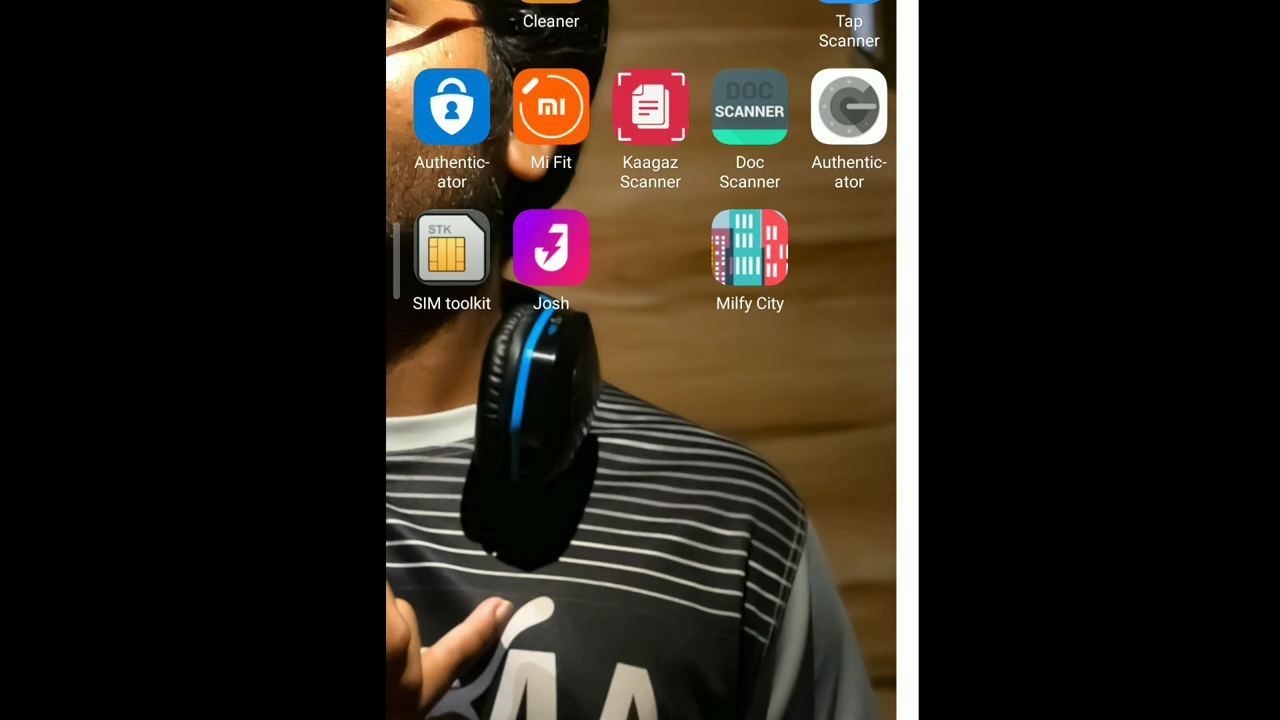 Cleaner
Tap
Scanner
DOC
SCANNER
mi
Authentic-
ator
Mi Fit
Kaagaz
Scanner
Doc
Scanner
Authentic-
ator
STK
J
SIM toolkit
Josh
Milfy City